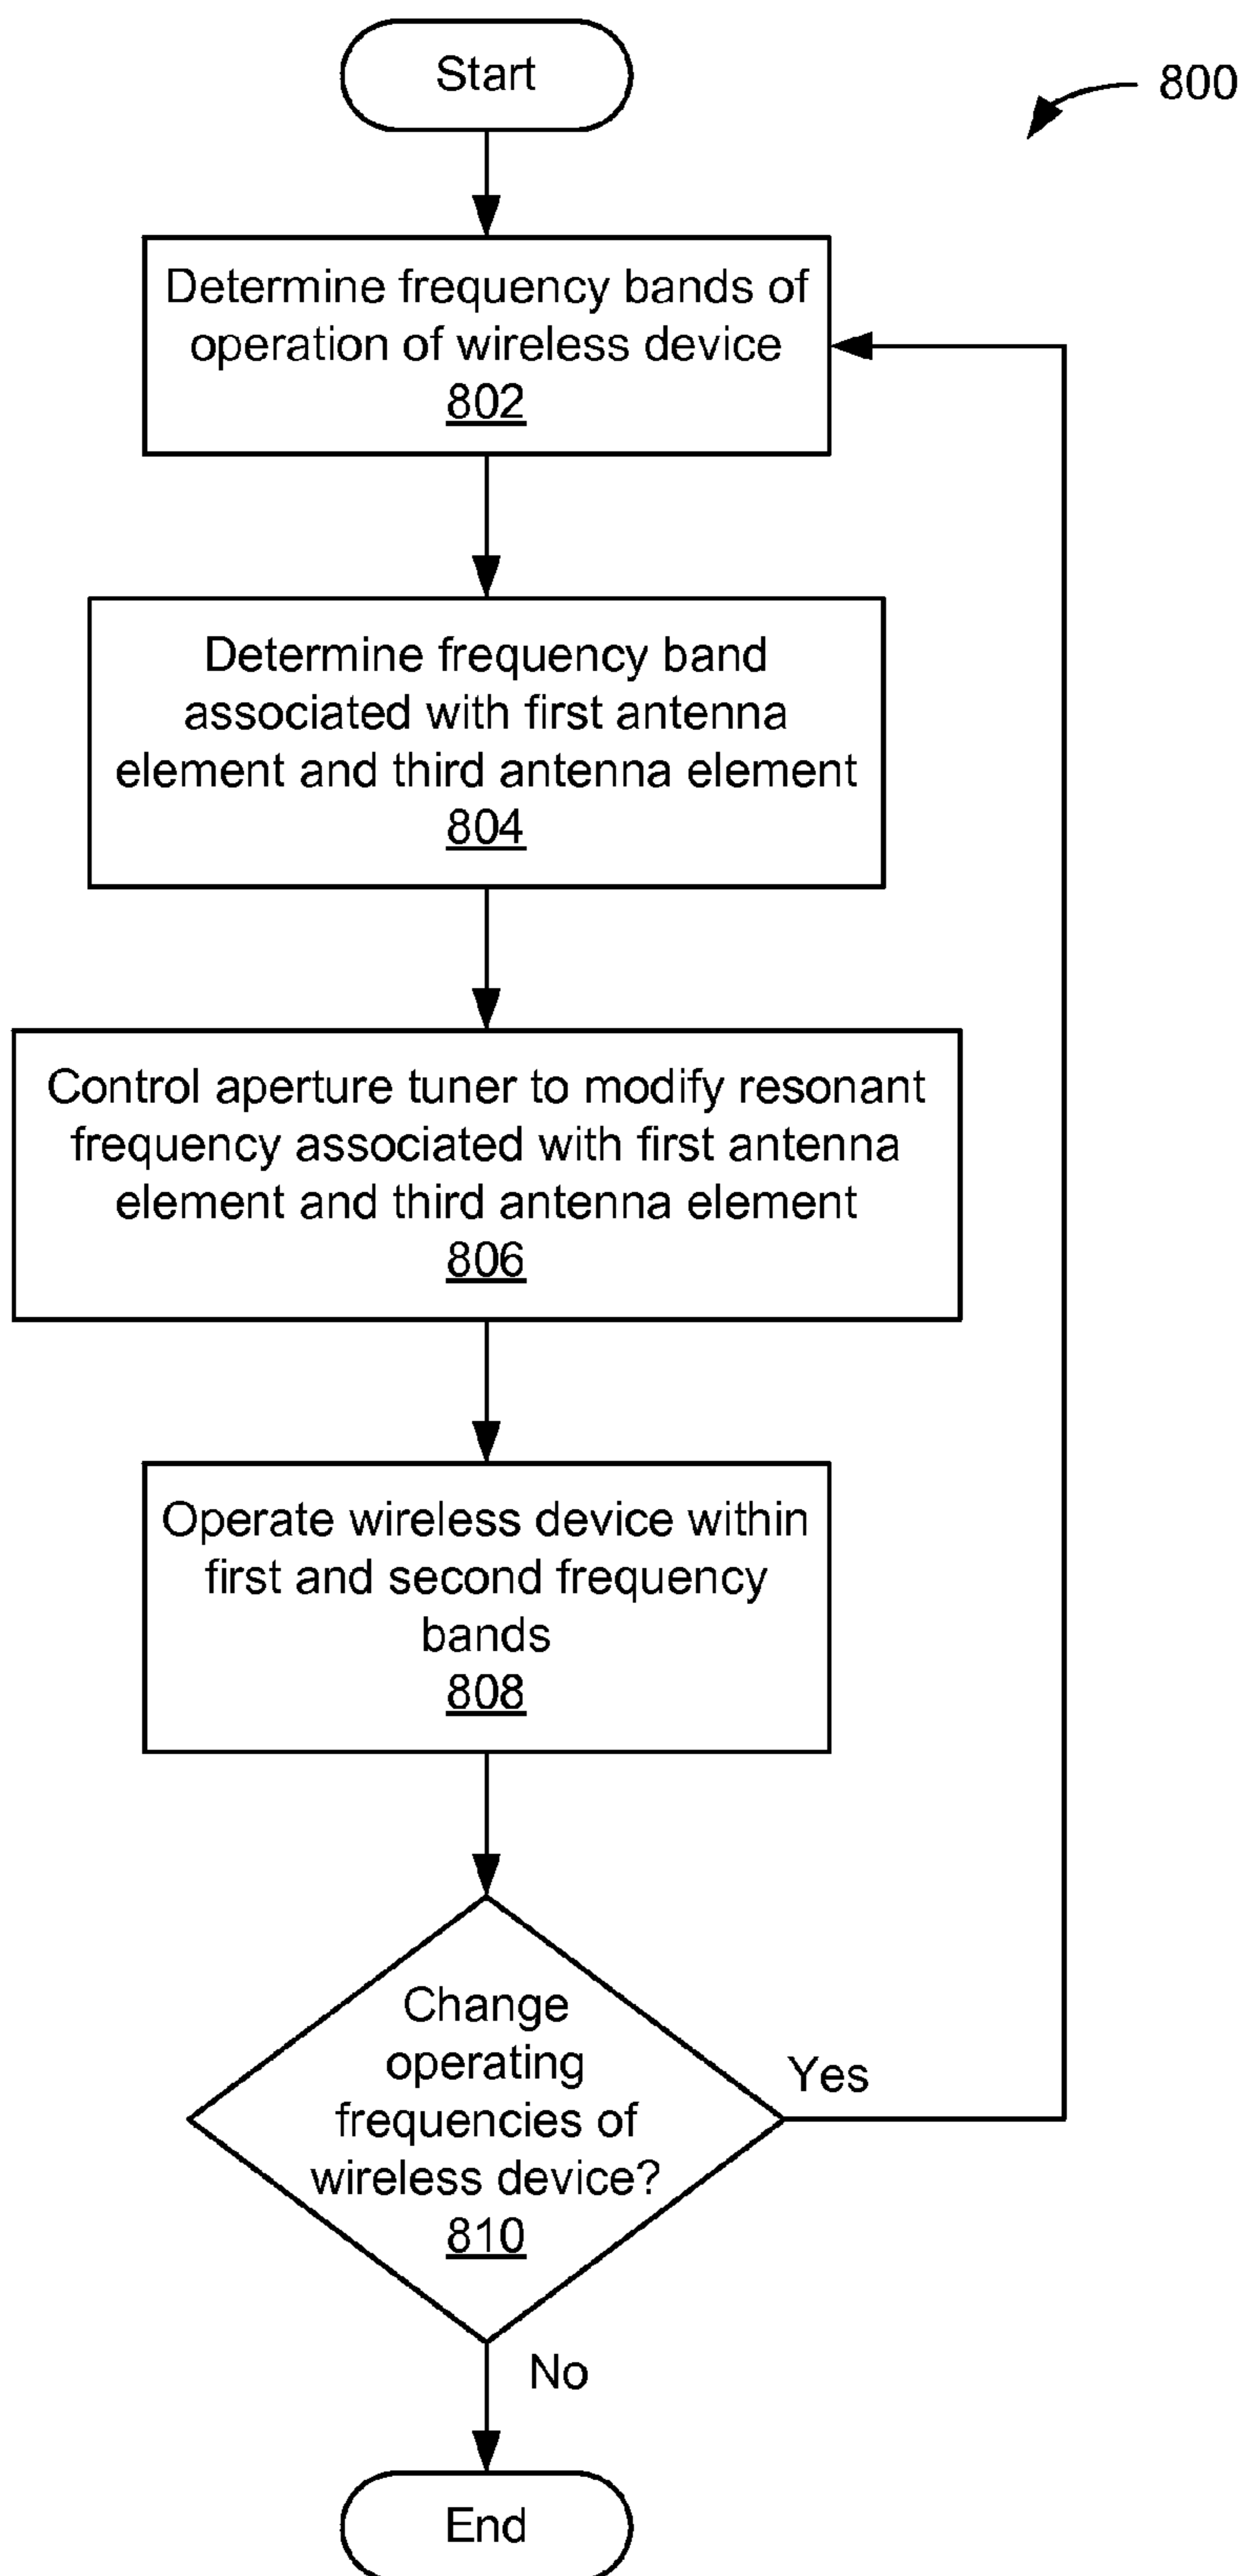 Start
800
Determine frequency bands of
operation of wireless device
802
Determine frequency band
associated with first antenna
element and third antenna element
804
Control aperture tuner to modify resonant
frequency associated with first antenna
element and third antenna element
806
Operate wireless device within
first and second frequency
bands
808
Change
operating
frequencies of
wireless device?
810
Yes
No
End